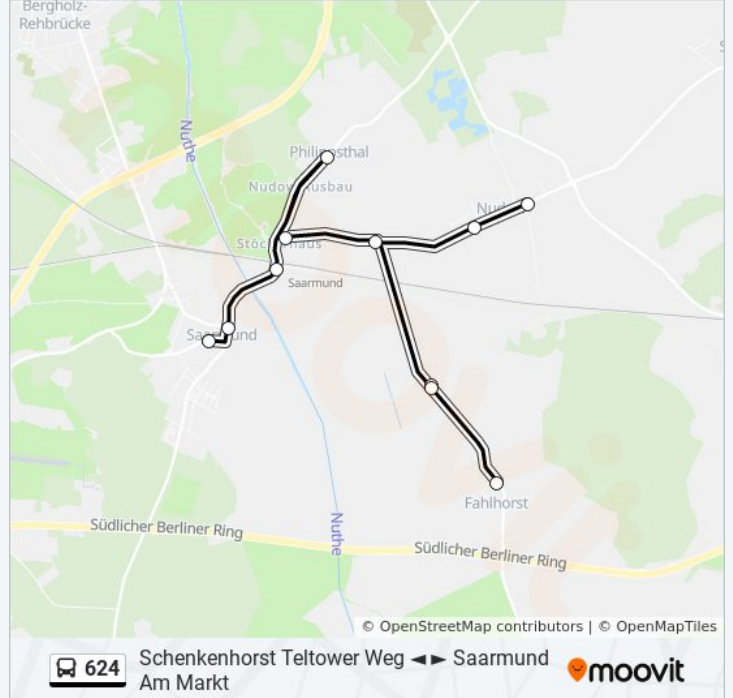 Bergholz-
Rehbrücke
Nuthe
Philippsthal
Saarmund
Nuthe
Fahlhorst
Südlicher Berliner Ring
Südlicher Berliner Ring
© OpenStreetMap contributors | © OpenMapTiles
624
Schenkenhorst Teltower Weg ◄ ► Saarmund
Am Markt
moovit